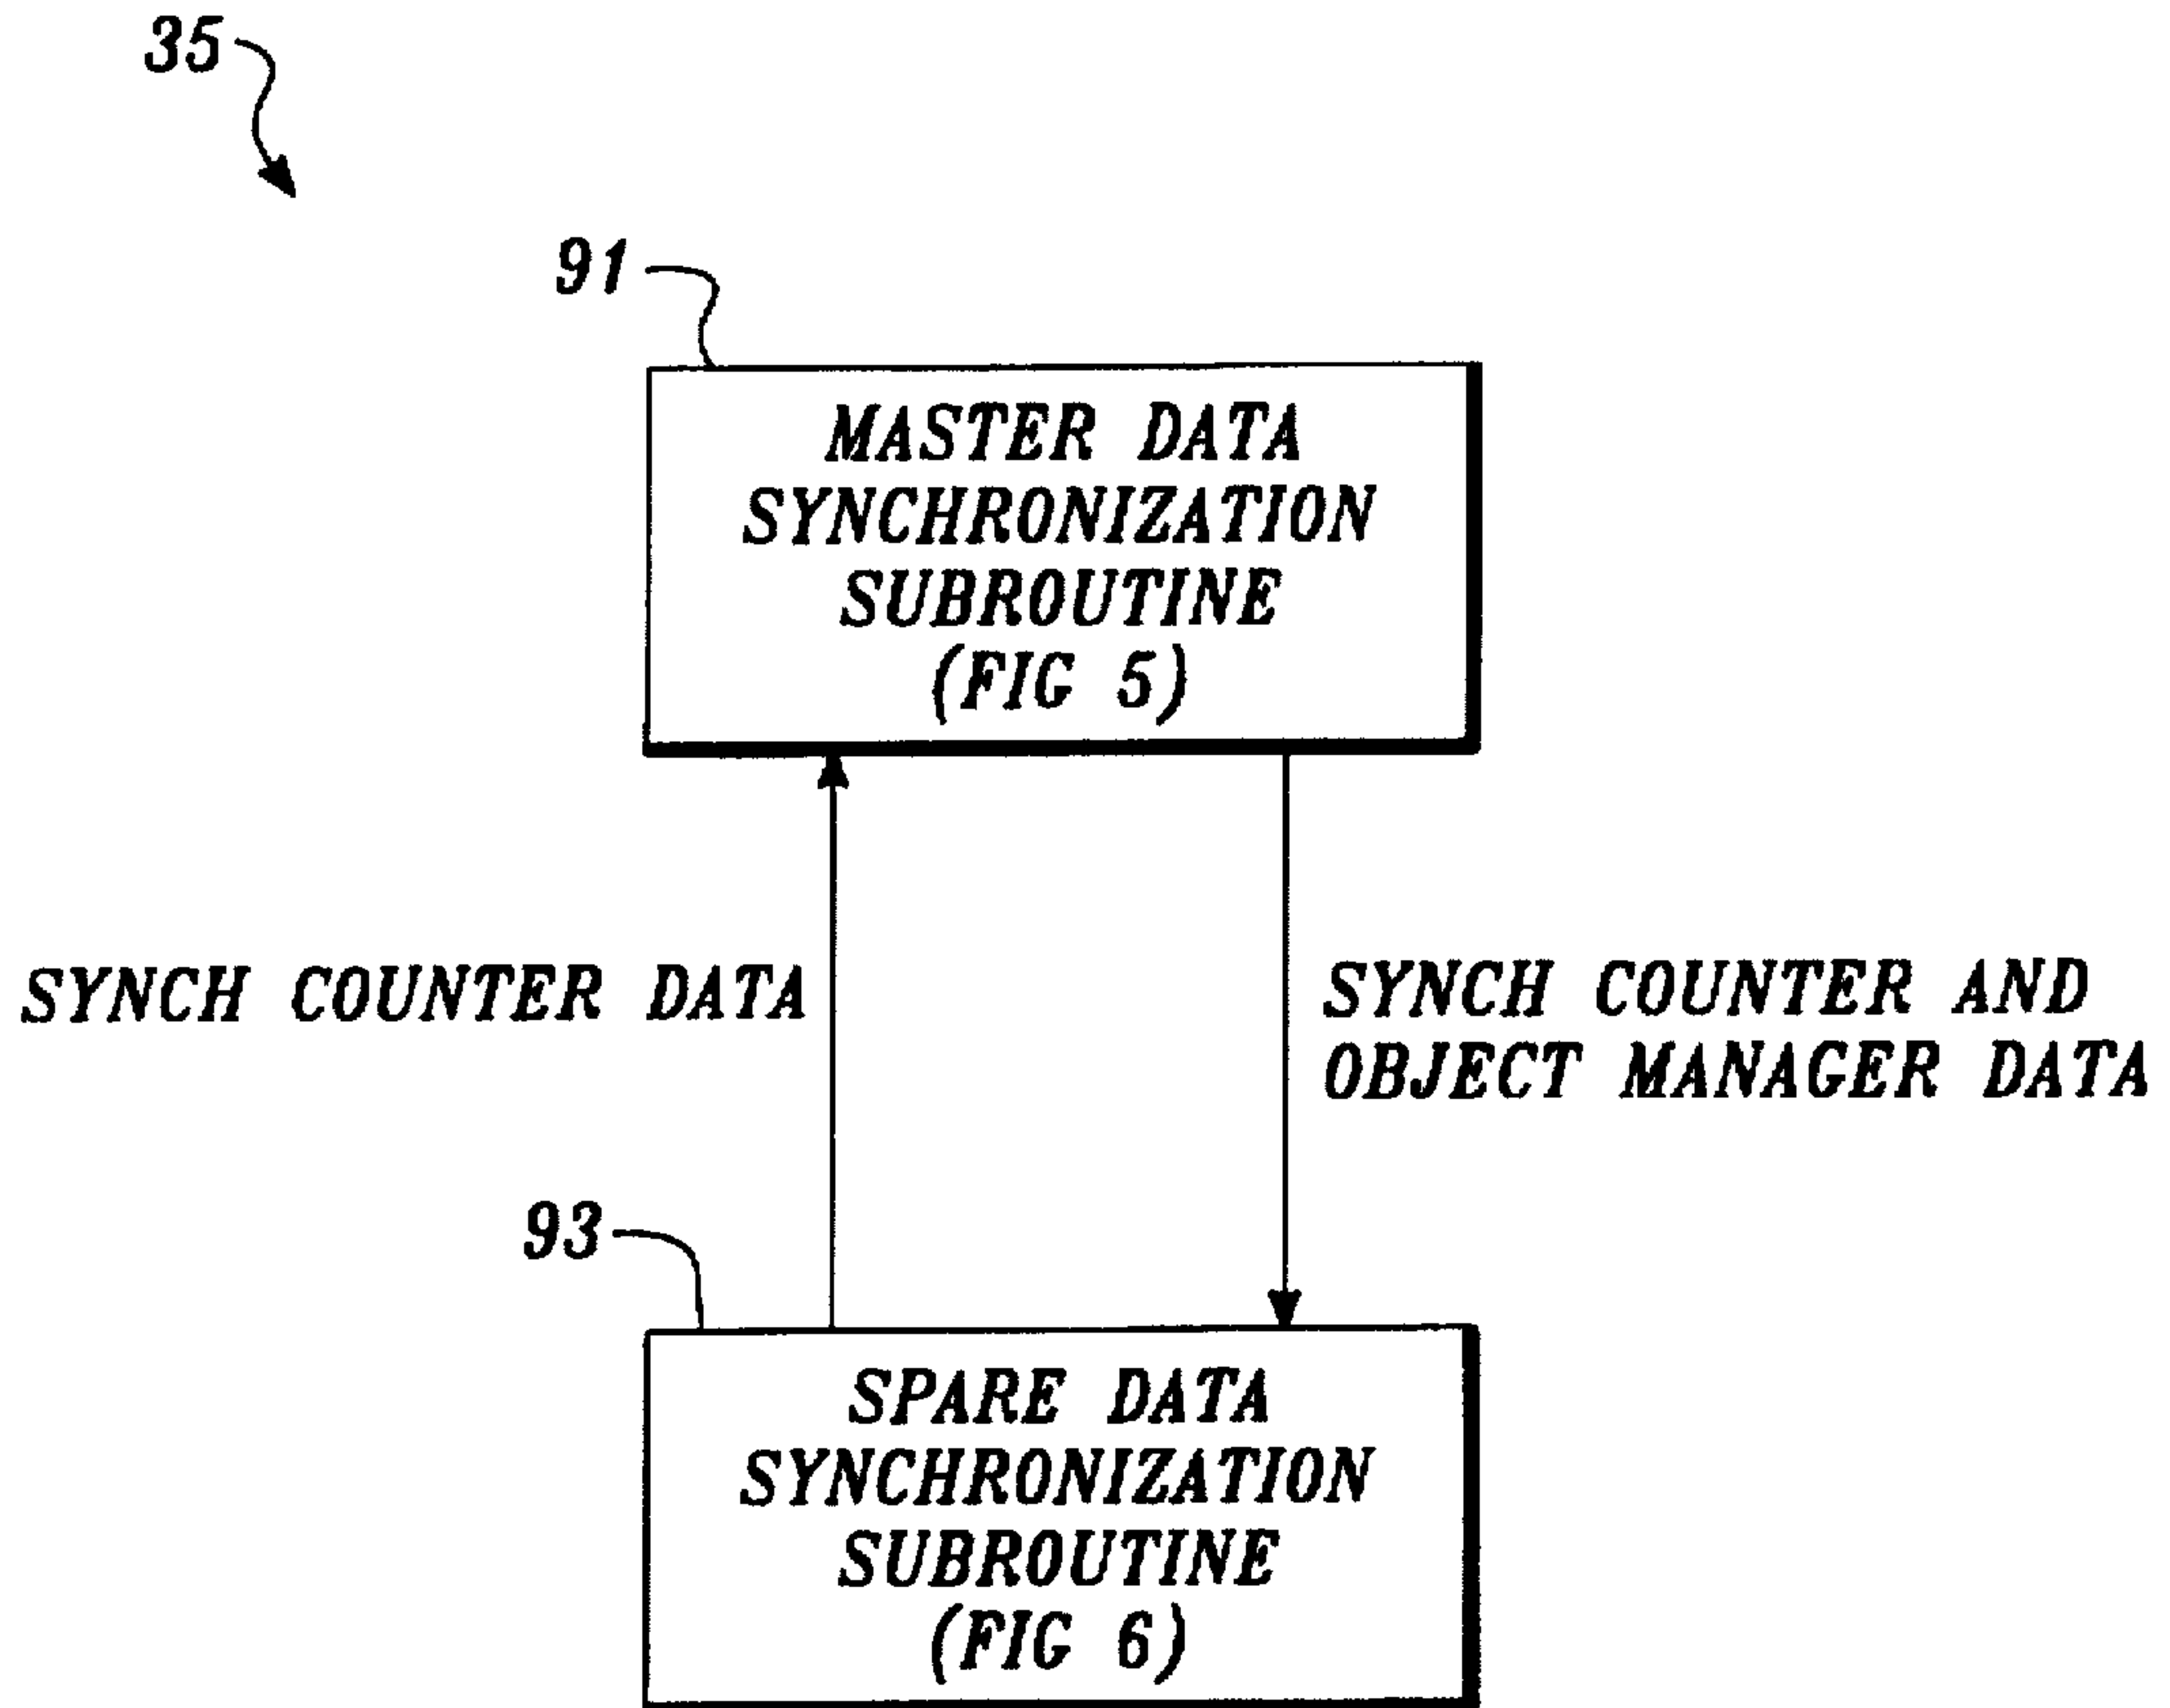 35
91
MASTER DATA
SYNCHRONIZATION
SUBROUTINE
(FIG 5)
SYNCH COUNTER DATA
SYNCH COUNTER AND
OBJECT MANAGER DATA
93
SPARE DATA
SYNCHRONIZATION
SUBROUTINE
(FIG 6)